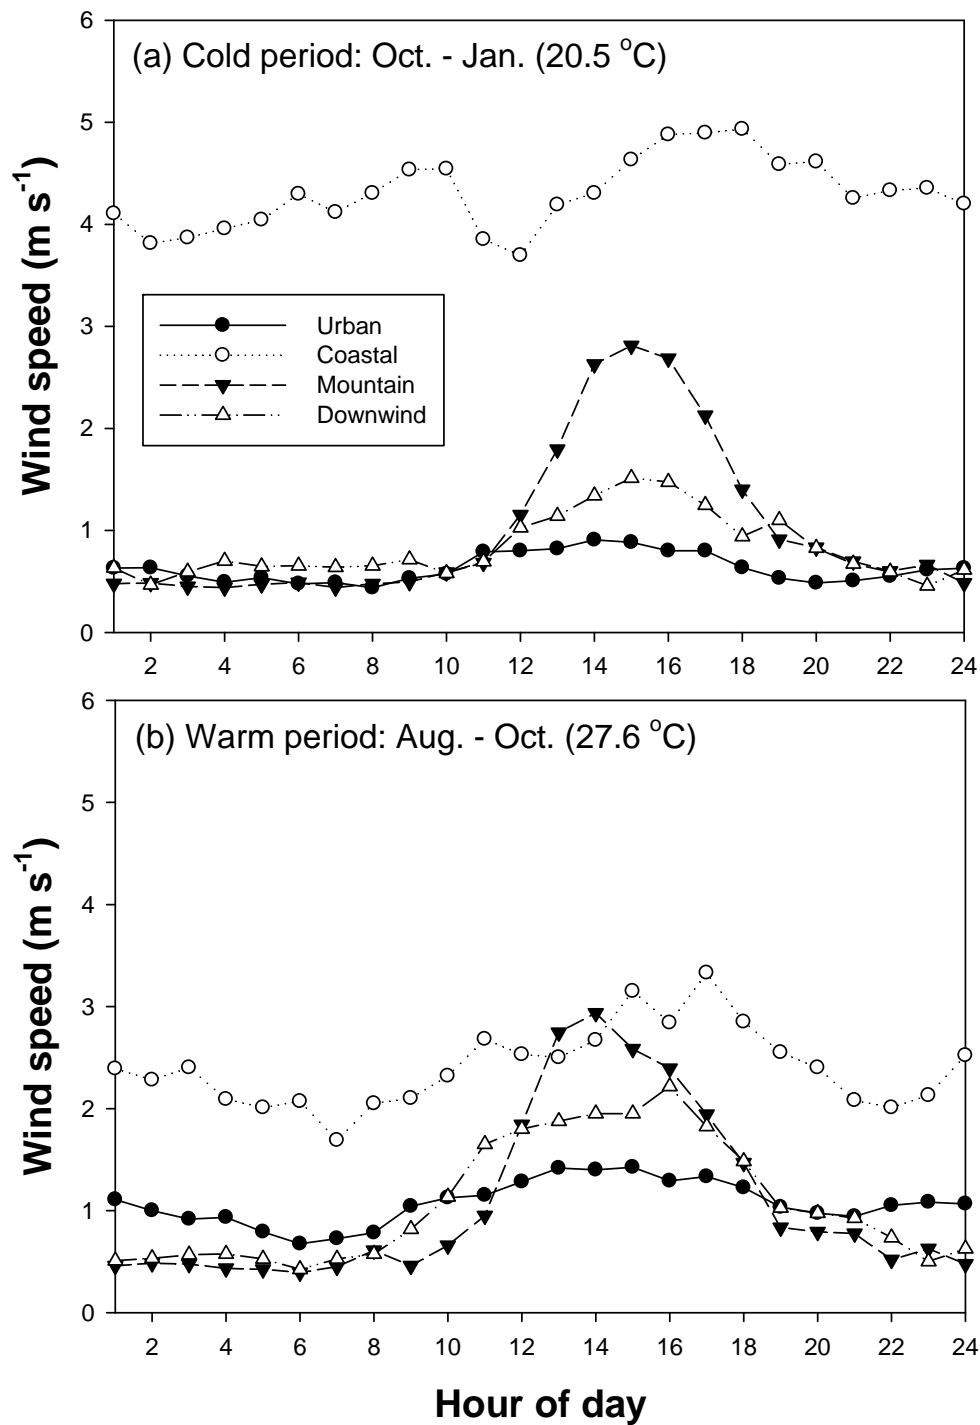 6
(a) Cold period: Oct. - Jan. (20.5 °C)
5
4
3
2
1
0
Wind speed (m s-1)
Urban
Coastal
Mountain
Downwind
2 4 6 8 10 12 14 16 18 20 22 24
6
(b) Warm period: Aug. - Oct. (27.6 °C)
5
4
3
2
1
0
Wind speed (m s-1)
2 4 6 8 10 12 14 16 18 20 22 24
Hour of day